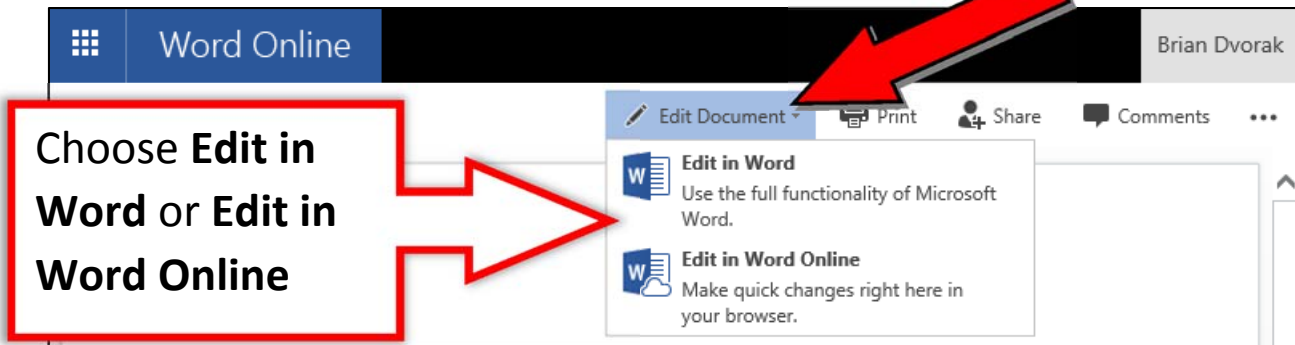 Word Online
Brian Dvorak
Edit Document
Print
Share
Comments
Choose Edit in
Word or Edit in
Word Online
W
Edit in Word
Use the full functionality of Microsoft
Word.
W
Edit in Word Online
Make quick changes right here in
your browser.